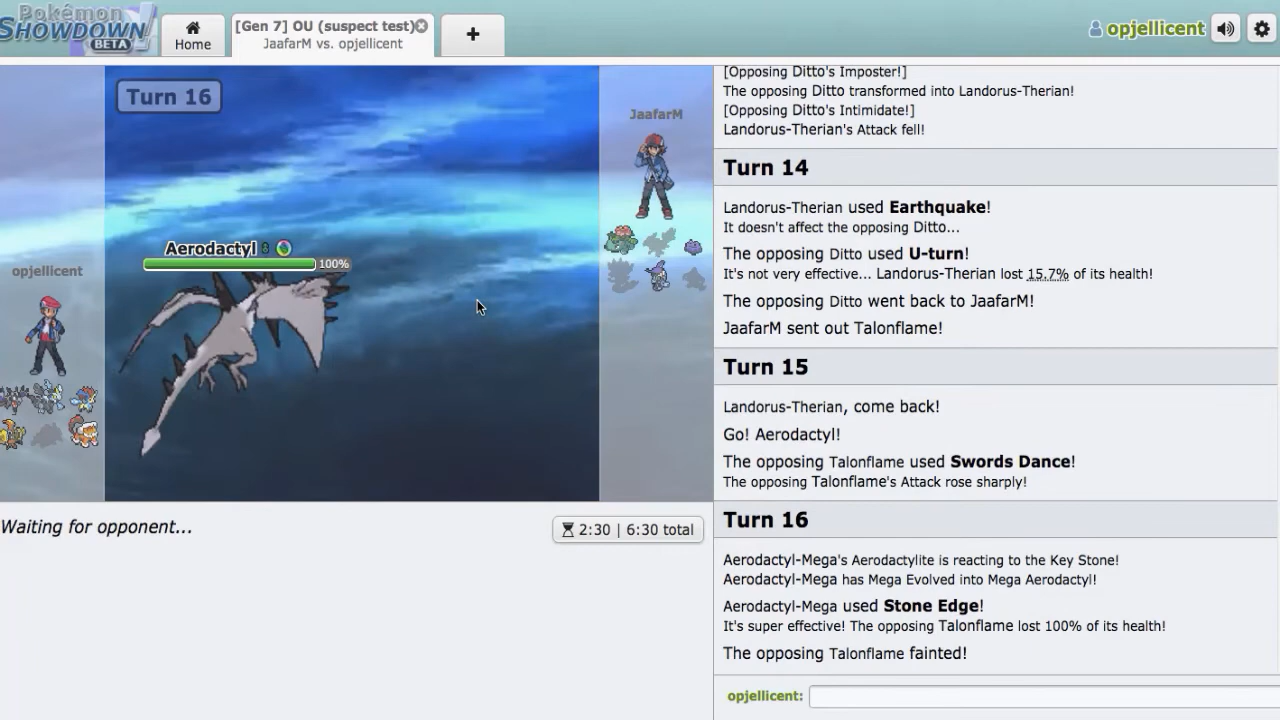 Pokémon
SHOWDOWN!
BETA
Home
[Gen 7] OU (suspect test)
JaafarM vs. opjellicent
+
opjellicent
Turn 16
JaafarM
Aerodactyl
100%
opjellicent
Waiting for opponent...
2:30 | 6:30 total
[Opposing Ditto's Imposter!]
The opposing Ditto transformed into Landorus-Therian!
[Opposing Ditto's Intimidate!]
Landorus-Therian's Attack fell!
Turn 14
Landorus-Therian used Earthquake!
It doesn't affect the opposing Ditto...
The opposing Ditto used U-turn!
It's not very effective... Landorus-Therian lost 15.7% of its health!
The opposing Ditto went back to JaafarM!
JaafarM sent out Talonflame!
Turn 15
Landorus-Therian, come back!
Go! Aerodactyl!
The opposing Talonflame used Swords Dance!
The opposing Talonflame's Attack rose sharply!
Turn 16
Aerodactyl-Mega's Aerodactylite is reacting to the Key Stone!
Aerodactyl-Mega has Mega Evolved into Mega Aerodactyl!
Aerodactyl-Mega used Stone Edge!
It's super effective! The opposing Talonflame lost 100% of its health!
The opposing Talonflame fainted!
opjellicent: